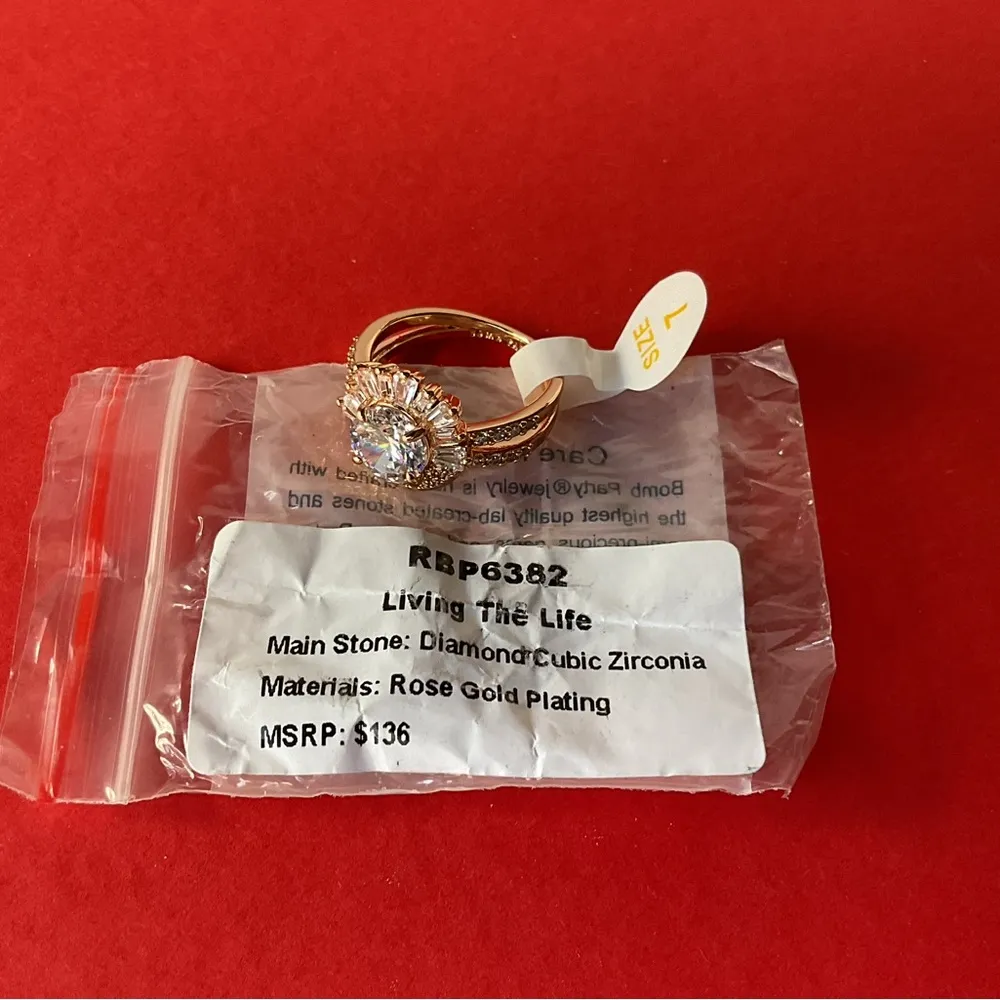 SIZE
7
Care
Bomb Party® jewelry is with
the highest quality lab-created stones and
RBP6382
Living The Life
Main Stone: Diamond Cubic Zirconia
Materials: Rose Gold Plating
MSRP: $136